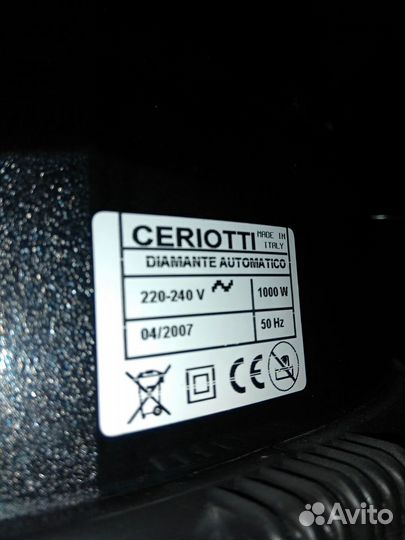 CERIOTTI MADE IN ITALY
DIAMANTE AUTOMATICO
220-240 V 1000 W
04/2007 50 Hz
CE
Avito